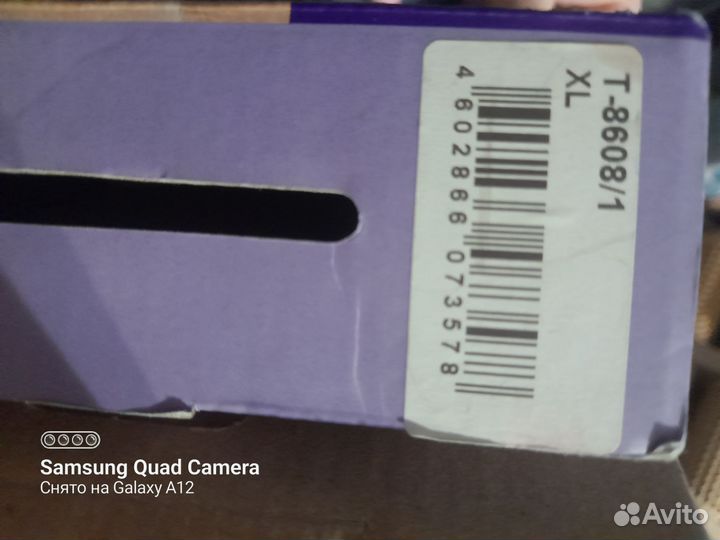 T-8608/1
XL
4 602866 073578
Samsung Quad Camera
Снято на Galaxy A12
Avito